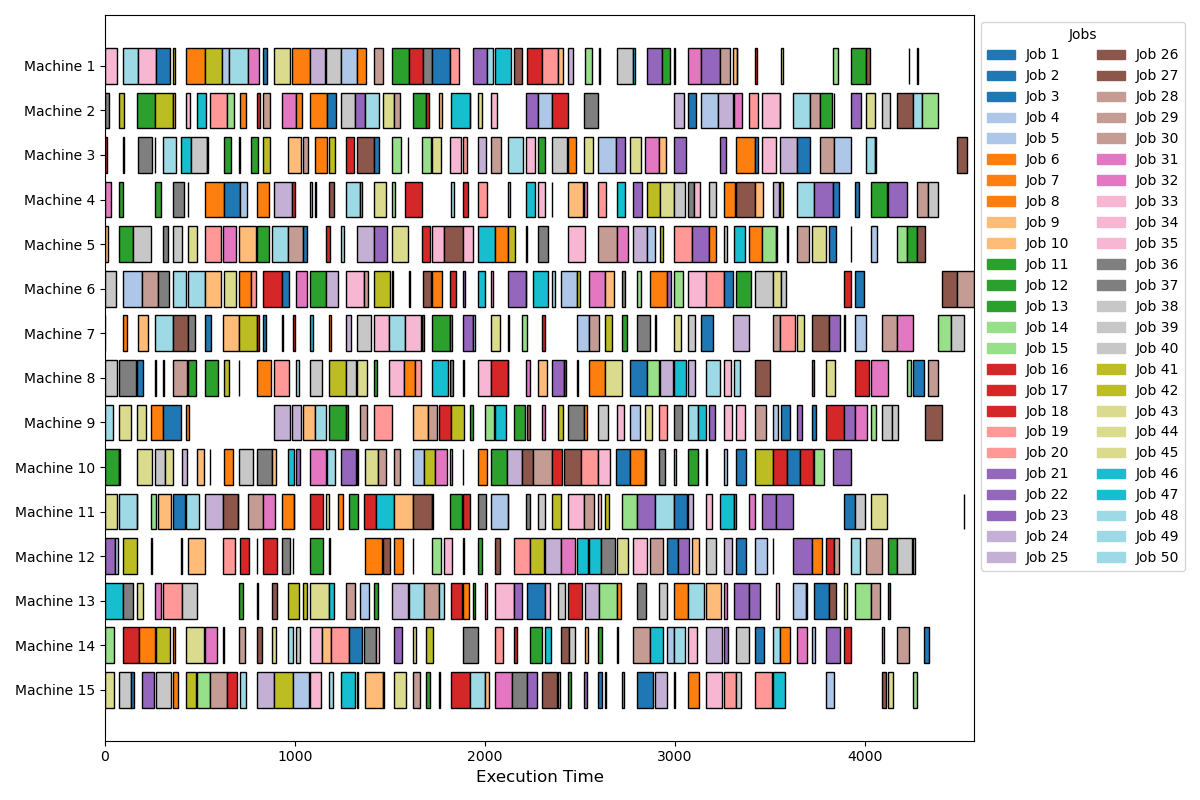 Machine 1
Machine 2
Machine 3
Machine 4
Machine 5
Machine 6
Machine 7
Machine 8
Machine 9
Machine 10
Machine 11
Machine 12
Machine 13
Machine 14
Machine 15
0 1000 2000 3000 4000
Execution Time
Jobs
Job 1 Job 26
Job 2 Job 27
Job 3 Job 28
Job 4 Job 29
Job 5 Job 30
Job 6 Job 31
Job 7 Job 32
Job 8 Job 33
Job 9 Job 34
Job 10 Job 35
Job 11 Job 36
Job 12 Job 37
Job 13 Job 38
Job 14 Job 39
Job 15 Job 40
Job 16 Job 41
Job 17 Job 42
Job 18 Job 43
Job 19 Job 44
Job 20 Job 45
Job 21 Job 46
Job 22 Job 47
Job 23 Job 48
Job 24 Job 49
Job 25 Job 50